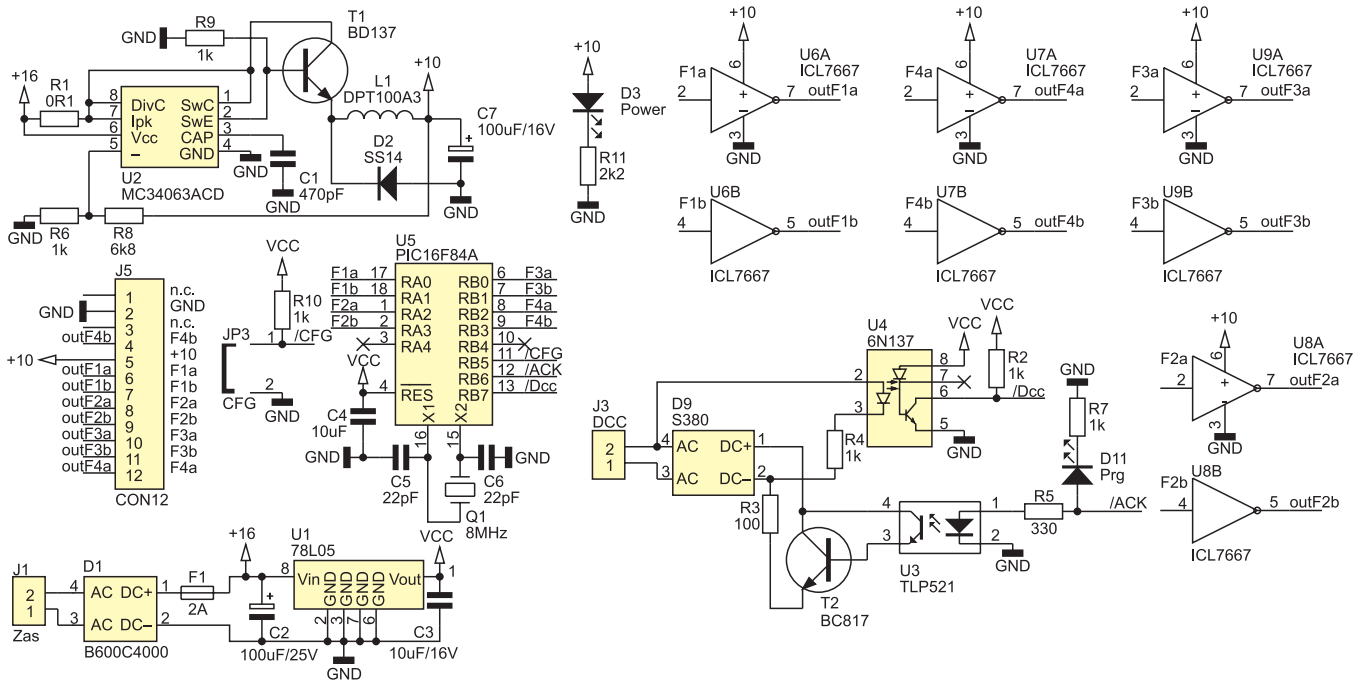 T1
BD137
R9
1k
GND
+16
R1
0R1
8 DivC SwC 1
7 Ipk SwE 2
6 Vcc CAP 3
5 – GND 4
U2
MC34063ACD
GND
C1
470pF
GND
L1
DPT100A3
+10
C7
100uF/16V
D2
SS14
GND
GND
R6
1k
R8
6k8
+10
D3
Power
R11
2k2
GND
+10
F1a
2
6
+
–
3
GND
U6A
ICL7667
7 outF1a
+10
F4a
2
6
+
–
3
GND
U7A
ICL7667
7 outF4a
+10
F3a
2
6
+
–
3
GND
U9A
ICL7667
7 outF3a
F1b
4
U6B
5 outF1b
ICL7667
F4b
4
U7B
5 outF4b
ICL7667
F3b
4
U9B
5 outF3b
ICL7667
J5
1 n.c.
GND 2 GND
3 n.c.
outF4b 4 F4b
+10 5 +10
outF1a 6 F1a
outF1b 7 F1b
outF2a 8 F2a
outF2b 9 F2b
outF3a 10 F3a
outF3b 11 F3b
outF4a 12 F4a
CON12
VCC
R10
1k
JP3
1 /CFG
2
CFG
GND
U5
PIC16F84A
F1a 17 RA0 RB0 6 F3a
F1b 18 RA1 RB1 7 F3b
F2a 1 RA2 RB2 8 F4a
F2b 2 RA3 RB3 9 F4b
3 RA4 RB4 10
RB5 11 /CFG
RB6 12 /ACK
4 RES RB7 13 /Dcc
X1 X2
16 15
VCC
C4
10uF
GND
C5
22pF
C6
22pF
GND
Q1
8MHz
U4
6N137
VCC
VCC
2
3
8
7
6
5
R2
1k
/Dcc
GND
J3
DCC
2
1
D9
S380
4 AC DC+ 1
3 AC DC– 2
R4
1k
R3
100
T2
BC817
4
3
1
2
U3
TLP521
GND
R5
330
/ACK
GND
R7
1k
D11
Prg
+10
F2a
2
6
+
–
3
GND
U8A
ICL7667
7 outF2a
F2b
4
U8B
5 outF2b
ICL7667
J1
2
1
Zas
D1
4 AC DC+ 1
3 AC DC– 2
B600C4000
F1
2A
+16
C2
100uF/25V
U1
78L05
8 Vin Vout 1
GND GND GND GND
2 3 7 6
GND
VCC
C3
10uF/16V